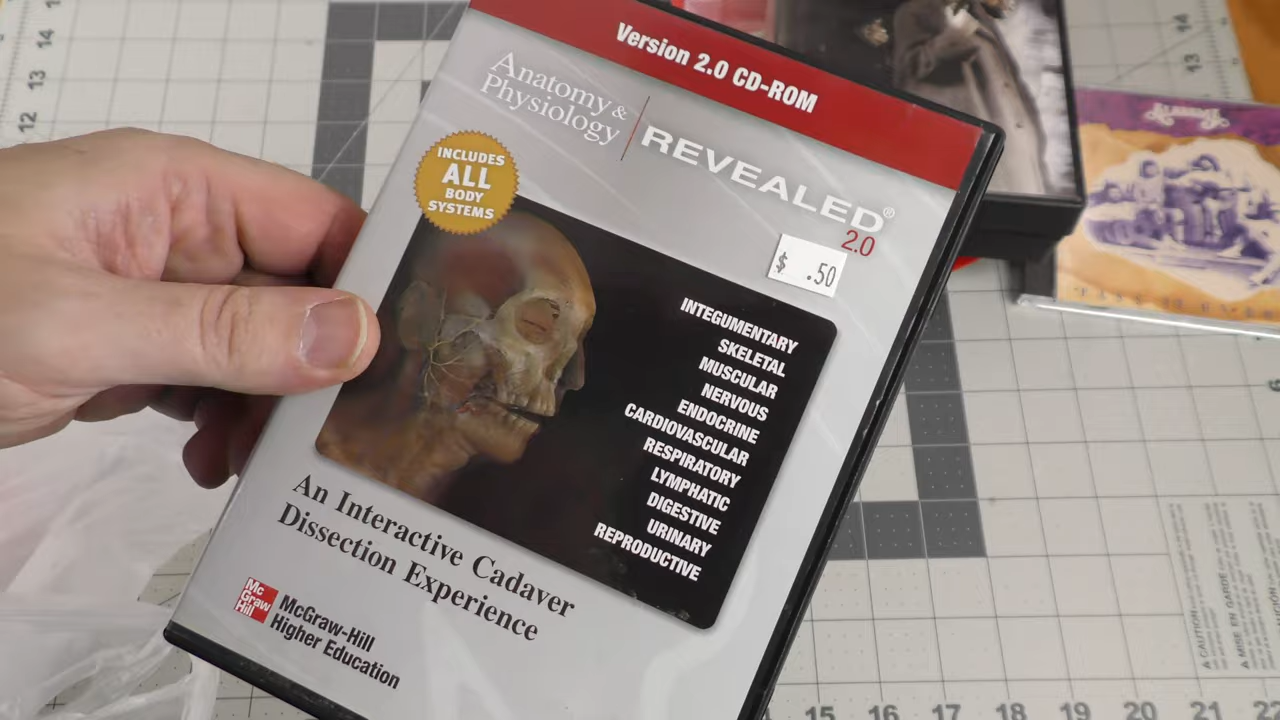 Version 2.0 CD-ROM
Anatomy &
Physiology
REVEALED®
2.0
INCLUDES
ALL
BODY
SYSTEMS
$ .50
INTEGUMENTARY
SKELETAL
MUSCULAR
NERVOUS
ENDOCRINE
CARDIOVASCULAR
RESPIRATORY
LYMPHATIC
DIGESTIVE
URINARY
REPRODUCTIVE
An Interactive Cadaver
Dissection Experience
Mc
Graw
Hill
McGraw-Hill
Higher Education
14
13
12
14
13
6
CAUTION:
MISE EN GARDE
15 16 17 18 19 20 21 22